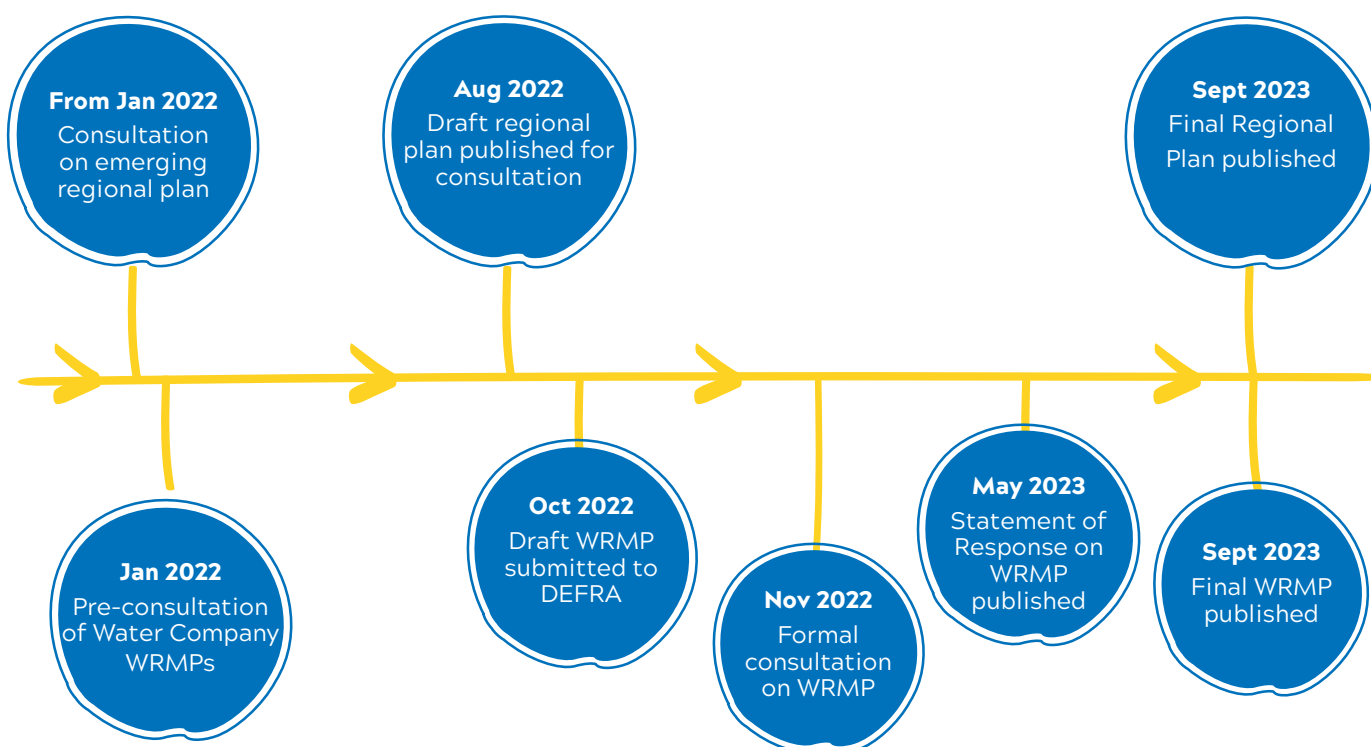 From Jan 2022
Consultation
on emerging
regional plan
Aug 2022
Draft regional
plan published for
consultation
Sept 2023
Final Regional
Plan published
Jan 2022
Pre-consultation
of Water Company
WRMPs
Oct 2022
Draft WRMP
submitted to
DEFRA
Nov 2022
Formal
consultation
on WRMP
May 2023
Statement of
Response on
WRMP
published
Sept 2023
Final WRMP
published